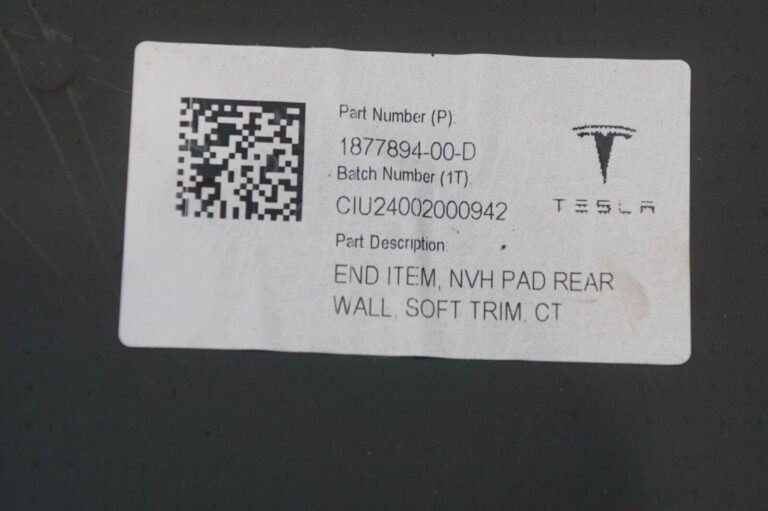 Part Number (P):
1877894-00-D
Batch Number (1T):
CIU24002000942
Part Description:
END ITEM, NVH PAD REAR
WALL, SOFT TRIM, CT
TESLA